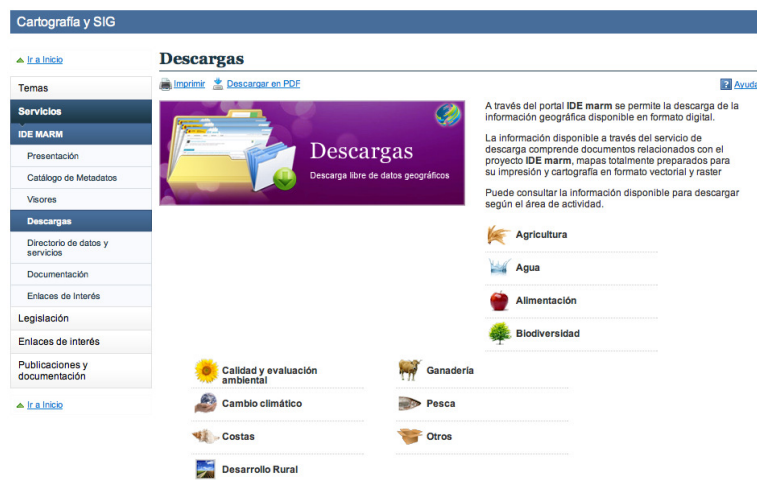 Cartografía y SIG
Ir a Inicio
Temas
Servicios
IDE MARM
Presentación
Catálogo de Metadatos
Visores
Descargas
Directorio de datos y
servicios
Documentación
Enlaces de Interés
Legislación
Enlaces de interés
Publicaciones y
documentación
Ir a Inicio
Descargas
Imprimir
Descargar en PDF
Ayuda
Descargas
Descarga libre de datos geográficos
A través del portal IDE marm se permite la descarga de la
información geográfica disponible en formato digital.
La información disponible a través del servicio de
descarga comprende documentos relacionados con el
proyecto IDE marm, mapas totalmente preparados para
su impresión y cartografía en formato vectorial y raster
Puede consultar la información disponible para descargar
según el área de actividad.
Agricultura
Agua
Alimentación
Biodiversidad
Calidad y evaluación
ambiental
Ganadería
Cambio climático
Pesca
Costas
Otros
Desarrollo Rural